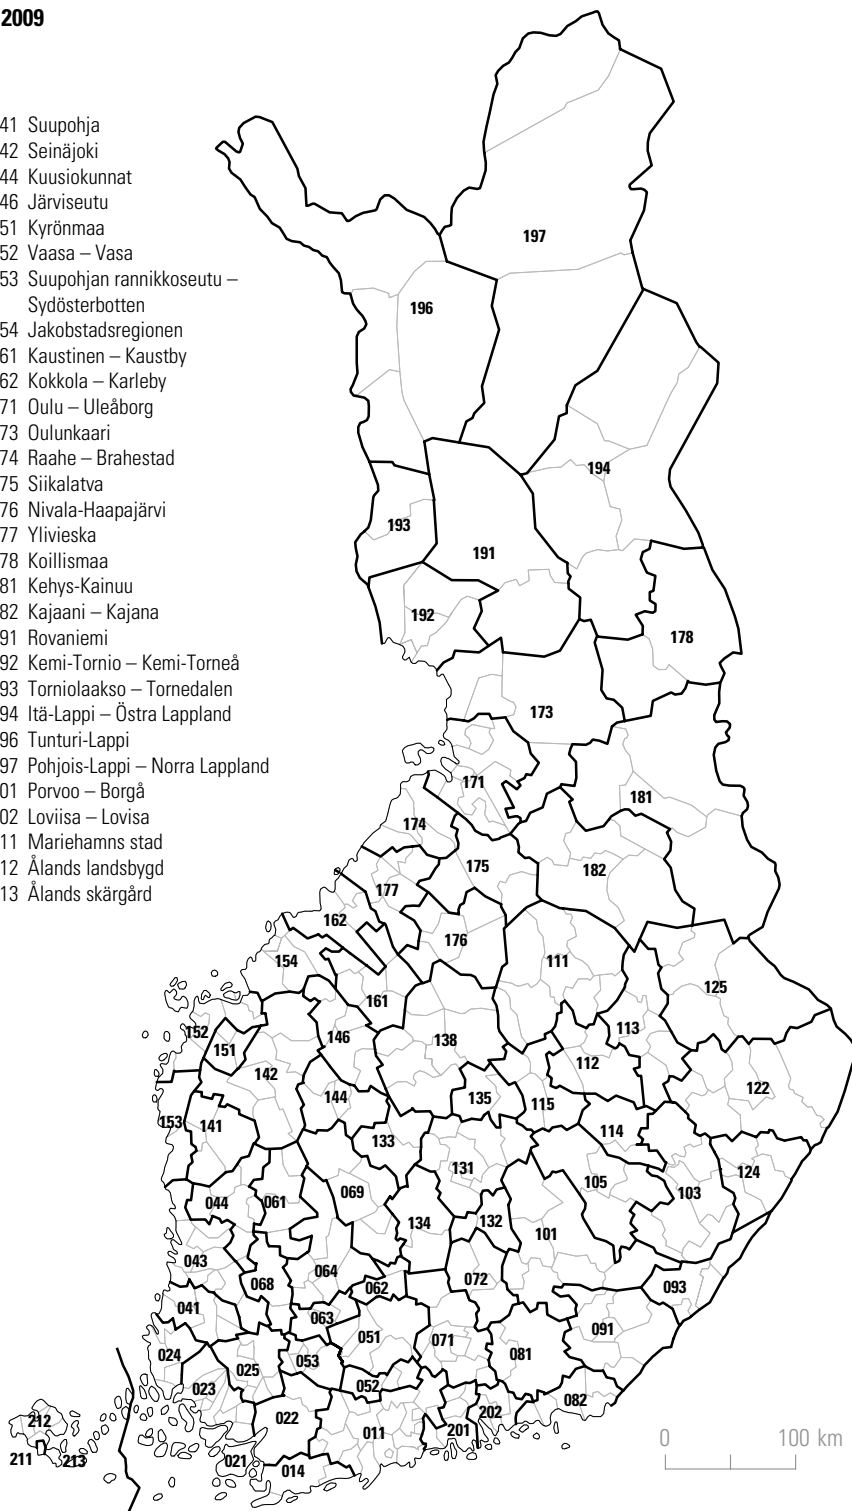 2009
41 Suupohja
42 Seinäjoki
44 Kuusiokunnat
46 Järviseutu
51 Kyrönmaa
52 Vaasa – Vasa
53 Suupohjan rannikkoseutu –
Sydösterbotten
54 Jakobstadsregionen
61 Kaustinen – Kaustby
62 Kokkola – Karleby
71 Oulu – Uleåborg
73 Oulunkaari
74 Raahe – Brahestad
75 Siikalatva
76 Nivala-Haapajärvi
77 Ylivieska
78 Koillismaa
81 Kehys-Kainuu
82 Kajaani – Kajana
91 Rovaniemi
92 Kemi-Tornio – Kemi-Torneå
93 Torniolaakso – Tornedalen
94 Itä-Lappi – Östra Lappland
96 Tunturi-Lappi
97 Pohjois-Lappi – Norra Lappland
01 Porvoo – Borgå
02 Loviisa – Lovisa
11 Mariehamns stad
12 Ålands landsbygd
13 Ålands skärgård
197
196
194
193
191
192
178
173
171
181
174
175
182
177
162
176
154
111
125
161
152
113
146
138
151
112
142
122
135
144
115
153
141
114
133
131
124
105
069
103
044
061
134
132
101
043
064
072
068
062
093
041
063
051
091
071
024
053
081
025
052
023
082
212
022
202
011
201
211
213
021
014
0 100 km